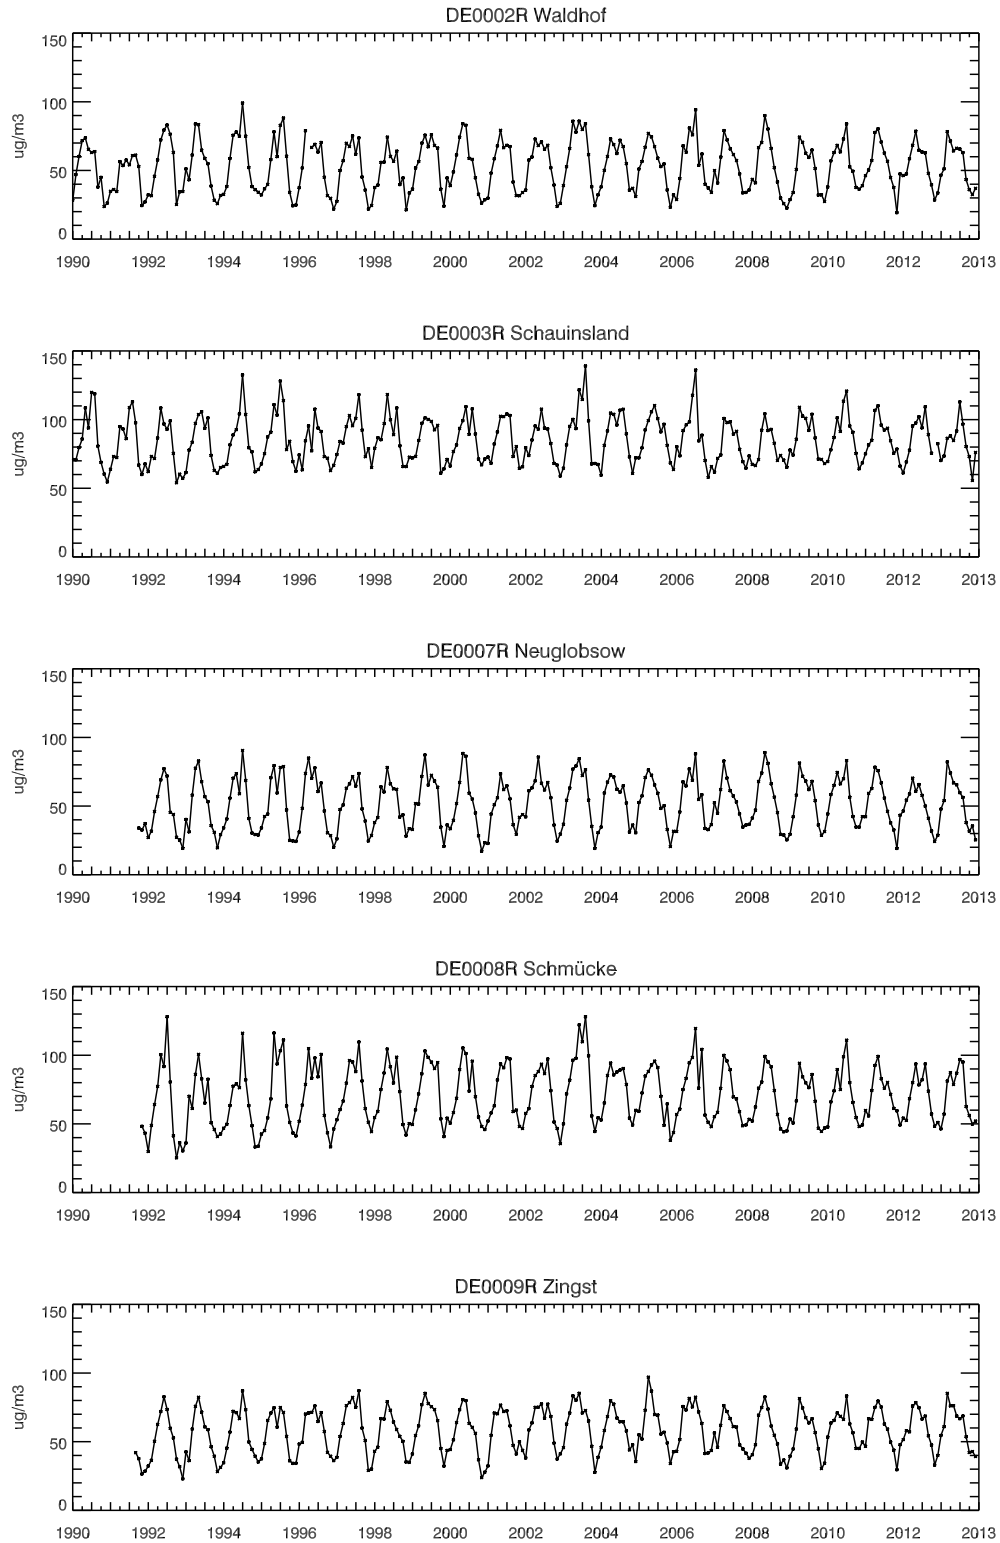 DE0002R Waldhof
150
100
50
0
ug/m3
1990 1992 1994 1996 1998 2000 2002 2004 2006 2008 2010 2012 2013
DE0003R Schauinsland
150
100
50
0
ug/m3
1990 1992 1994 1996 1998 2000 2002 2004 2006 2008 2010 2012 2013
DE0007R Neuglobsow
150
100
50
0
ug/m3
1990 1992 1994 1996 1998 2000 2002 2004 2006 2008 2010 2012 2013
DE0008R Schmücke
150
100
50
0
ug/m3
1990 1992 1994 1996 1998 2000 2002 2004 2006 2008 2010 2012 2013
DE0009R Zingst
150
100
50
0
ug/m3
1990 1992 1994 1996 1998 2000 2002 2004 2006 2008 2010 2012 2013